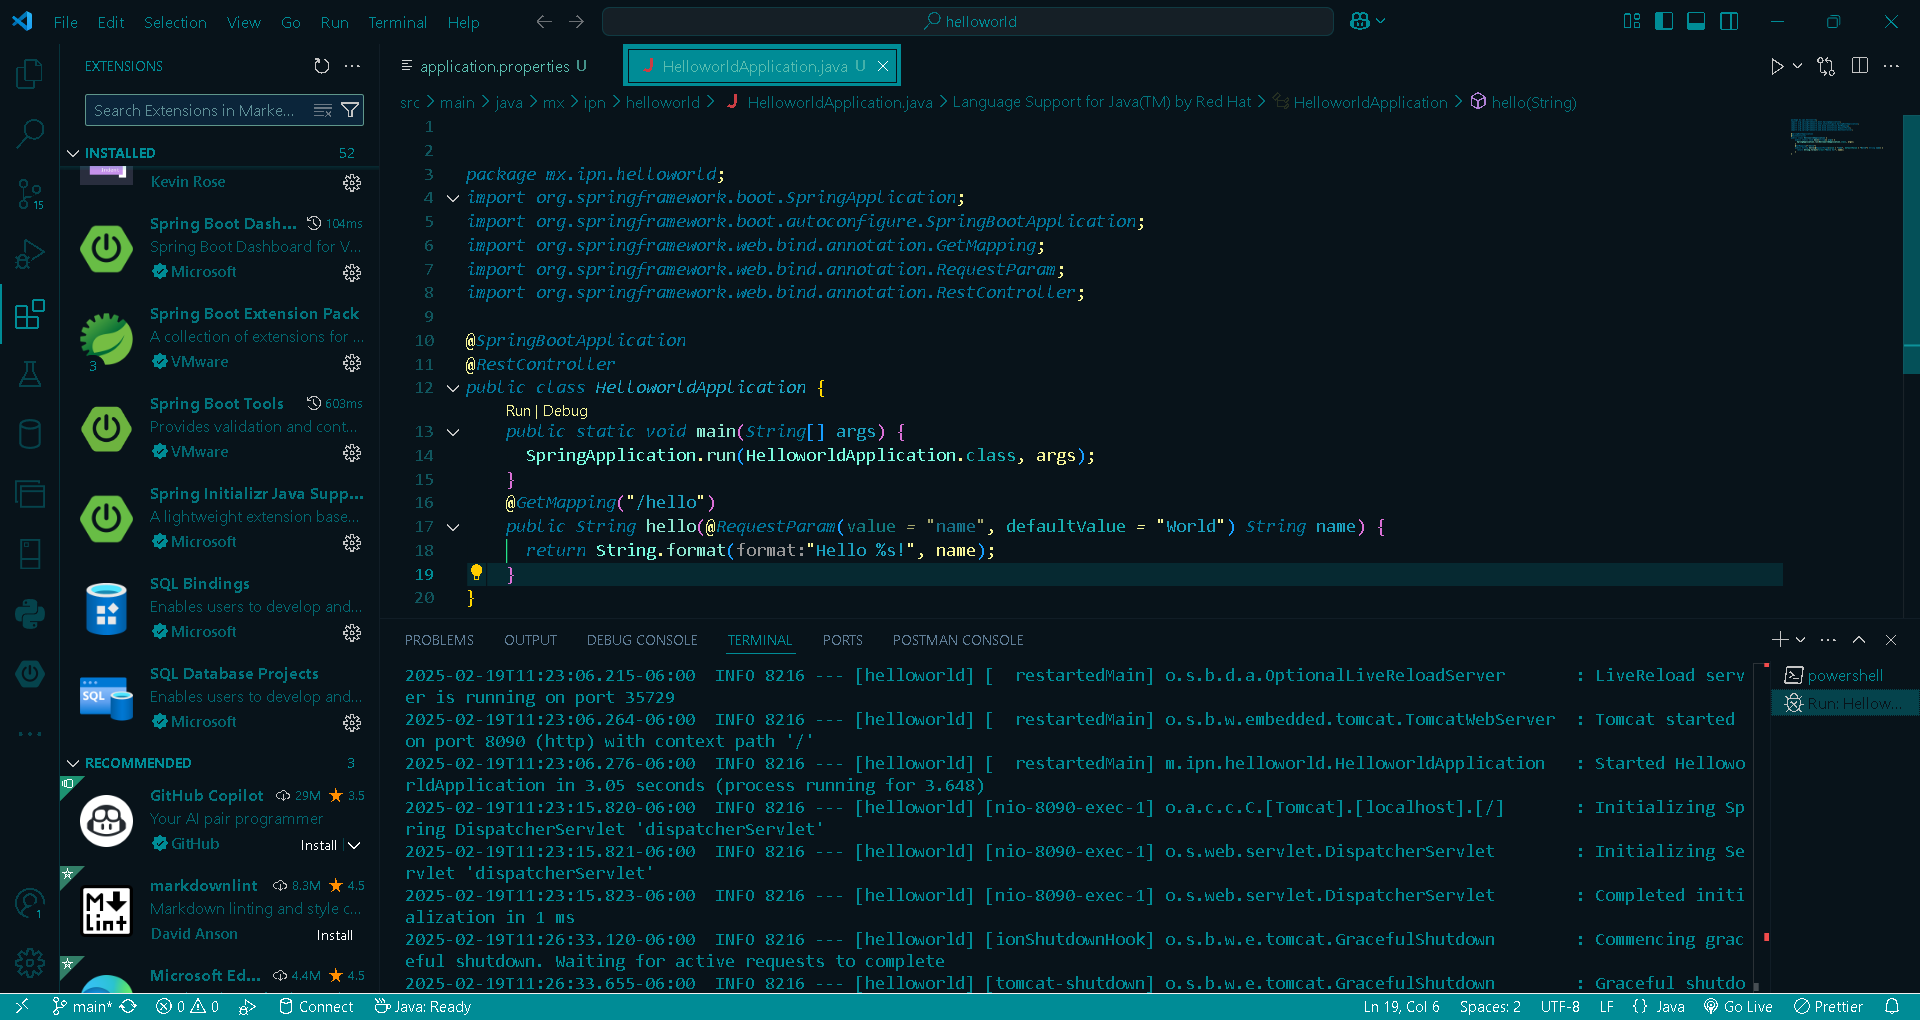 File Edit Selection View Go Run Terminal Help
helloworld
EXTENSIONS
Search Extensions in Marke...
INSTALLED 52
Kevin Rose
Spring Boot Dash... 104ms
Spring Boot Dashboard for V...
Microsoft
Spring Boot Extension Pack
A collection of extensions for ...
VMware
3
Spring Boot Tools 603ms
Provides validation and cont...
VMware
Spring Initializr Java Supp...
A lightweight extension base...
Microsoft
SQL Bindings
Enables users to develop and...
Microsoft
SQL Database Projects
Enables users to develop and...
SQL
Microsoft
RECOMMENDED 3
GitHub Copilot 29M 3.5
Your AI pair programmer
GitHub Install
markdownlint 8.3M 4.5
Markdown linting and style c...
M Lint
David Anson Install
Microsoft Ed... 4.4M 4.5
15
1
application.properties U
HelloworldApplication.java U
src > main > java > mx > ipn > helloworld > HelloworldApplication.java > Language Support for Java(TM) by Red Hat > HelloworldApplication > hello(String)
1
2
3 package mx.ipn.helloworld;
4 import org.springframework.boot.SpringApplication;
5 import org.springframework.boot.autoconfigure.SpringBootApplication;
6 import org.springframework.web.bind.annotation.GetMapping;
7 import org.springframework.web.bind.annotation.RequestParam;
8 import org.springframework.web.bind.annotation.RestController;
9
10 @SpringBootApplication
11 @RestController
12 public class HelloworldApplication {
Run | Debug
13 public static void main(String[] args) {
14 SpringApplication.run(HelloworldApplication.class, args);
15 }
16 @GetMapping("/hello")
17 public String hello(@RequestParam(value = "name", defaultValue = "World") String name) {
18 return String.format(format:"Hello %s!", name);
19 }
20 }
PROBLEMS OUTPUT DEBUG CONSOLE TERMINAL PORTS POSTMAN CONSOLE
2025-02-19T11:23:06.215-06:00 INFO 8216 --- [helloworld] [ restartedMain] o.s.b.d.a.OptionalLiveReloadServer : LiveReload serv
er is running on port 35729
2025-02-19T11:23:06.264-06:00 INFO 8216 --- [helloworld] [ restartedMain] o.s.b.w.embedded.tomcat.TomcatWebServer : Tomcat started
on port 8090 (http) with context path '/'
2025-02-19T11:23:06.276-06:00 INFO 8216 --- [helloworld] [ restartedMain] m.ipn.helloworld.HelloworldApplication : Started Hellowo
rldApplication in 3.05 seconds (process running for 3.648)
2025-02-19T11:23:15.820-06:00 INFO 8216 --- [helloworld] [nio-8090-exec-1] o.a.c.c.C.[Tomcat].[localhost].[/] : Initializing Sp
ring DispatcherServlet 'dispatcherServlet'
2025-02-19T11:23:15.821-06:00 INFO 8216 --- [helloworld] [nio-8090-exec-1] o.s.web.servlet.DispatcherServlet : Initializing Se
rvlet 'dispatcherServlet'
2025-02-19T11:23:15.823-06:00 INFO 8216 --- [helloworld] [nio-8090-exec-1] o.s.web.servlet.DispatcherServlet : Completed initi
alization in 1 ms
2025-02-19T11:26:33.120-06:00 INFO 8216 --- [helloworld] [ionShutdownHook] o.s.b.w.e.tomcat.GracefulShutdown : Commencing grac
eful shutdown. Waiting for active requests to complete
2025-02-19T11:26:33.655-06:00 INFO 8216 --- [helloworld] [tomcat-shutdown] o.s.b.w.e.tomcat.GracefulShutdown : Graceful shutdo
powershell
Run: Hellow...
main* 0 0 Connect Java: Ready
Ln 19, Col 6 Spaces: 2 UTF-8 LF {} Java Go Live Prettier